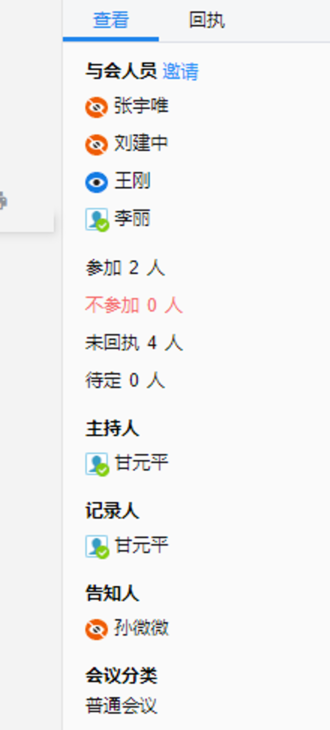 查看 回执
与会人员 邀请
张宇唯
刘建中
王刚
李丽
参加 2 人
不参加 0 人
未回执 4 人
待定 0 人
主持人
甘元平
记录人
甘元平
告知人
孙微微
会议分类
普通会议